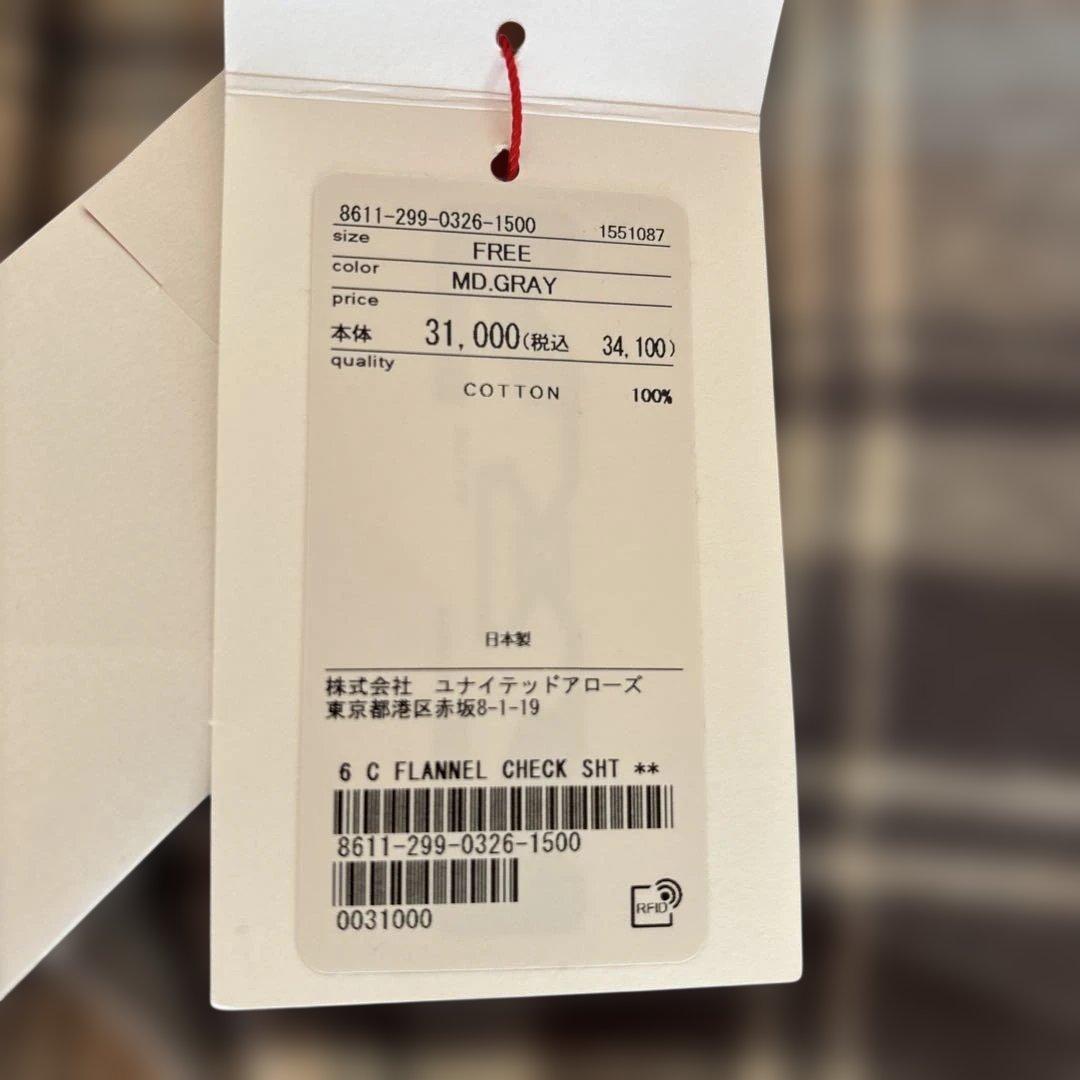 8611-299-0326-1500 1551087
size FREE
color MD.GRAY
price
本体 31,000(税込 34,100)
quality
COTTON 100%
日本製
株式会社 ユナイテッドアローズ
東京都港区赤坂8-1-19
6 C FLANNEL CHECK SHT **
8611-299-0326-1500
0031000
RFID